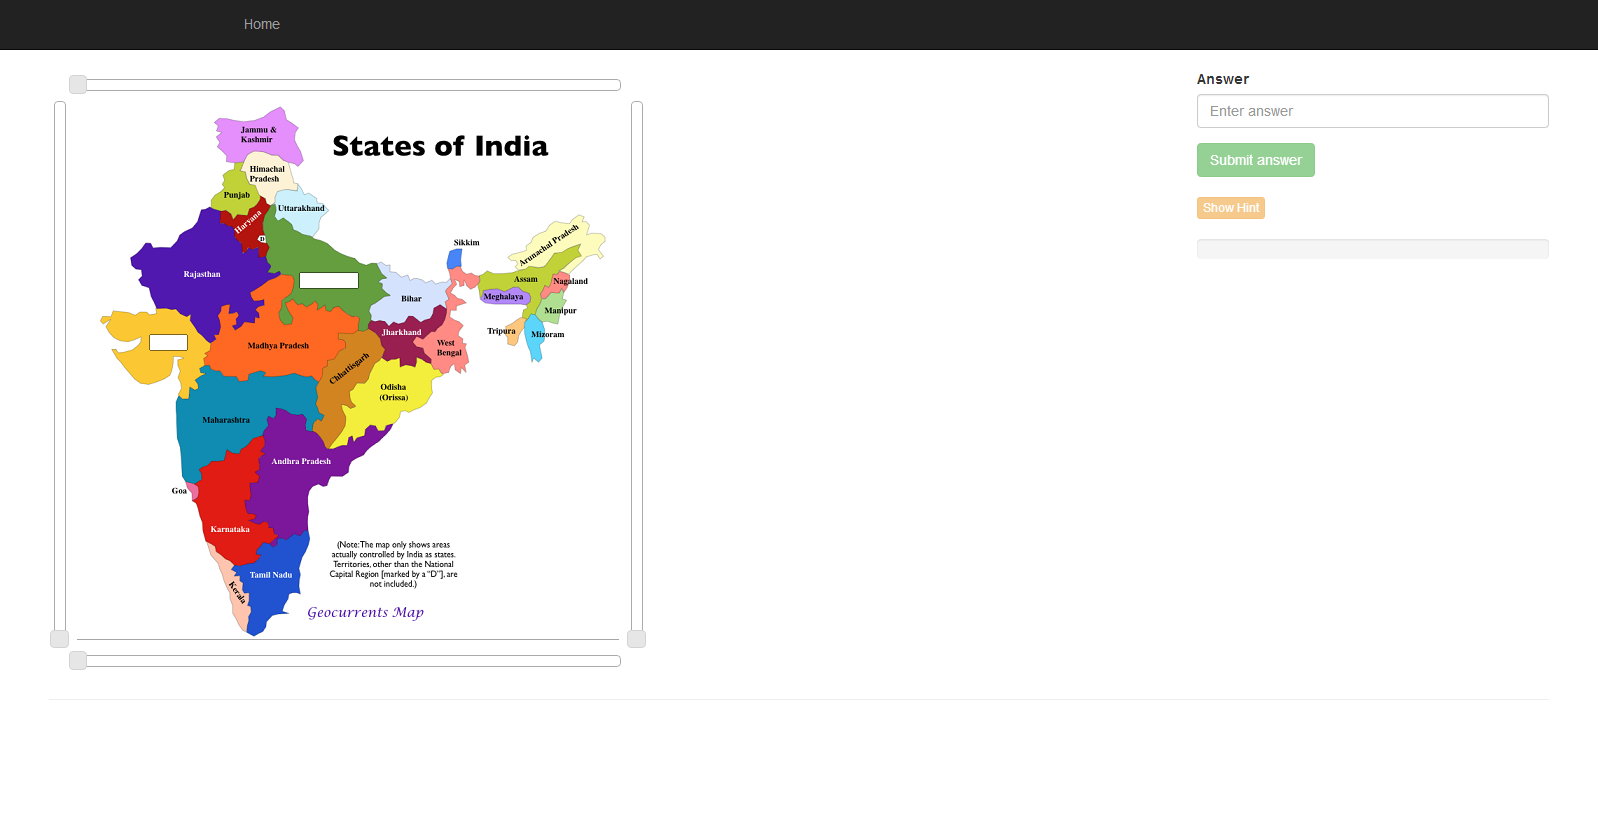 Home
Answer
Enter answer
Submit answer
Show Hint
States of India
Jammu &
Kashmir
Himachal
Pradesh
Punjab
Uttarakhand
Haryana
D
Rajasthan
Sikkim
Arunachal Pradesh
Assam
Nagaland
Meghalaya
Manipur
Bihar
Tripura
Mizoram
Jharkhand
West
Bengal
Madhya Pradesh
Chhattisgarh
Odisha
(Orissa)
Maharashtra
Andhra Pradesh
Goa
Karnataka
Tamil Nadu
Kerala
(Note: The map only shows areas
actually controlled by India as states.
Territories, other than the National
Capital Region [marked by a “D”], are
not included.)
Geocurrents Map